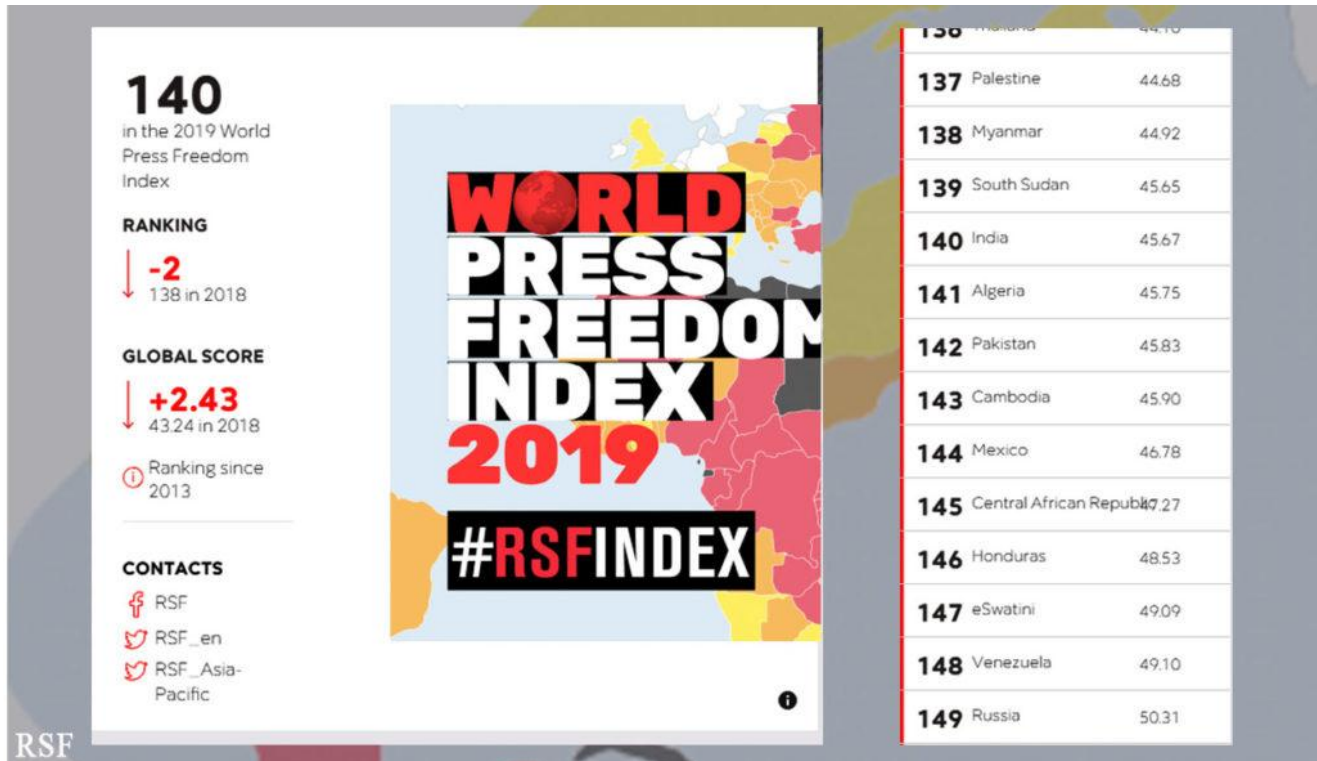 140
in the 2019 World
Press Freedom
Index
RANKING
-2
138 in 2018
GLOBAL SCORE
+2.43
43.24 in 2018
Ranking since
2013
CONTACTS
RSF
RSF_en
RSF_Asia-
Pacific
WORLD
PRESS
FREEDOM
INDEX
2019
#RSFINDEX
137 Palestine 44.68
138 Myanmar 44.92
139 South Sudan 45.65
140 India 45.67
141 Algeria 45.75
142 Pakistan 45.83
143 Cambodia 45.90
144 Mexico 46.78
145 Central African Republic 47.27
146 Honduras 48.53
147 eSwatini 49.09
148 Venezuela 49.10
149 Russia 50.31
RSF